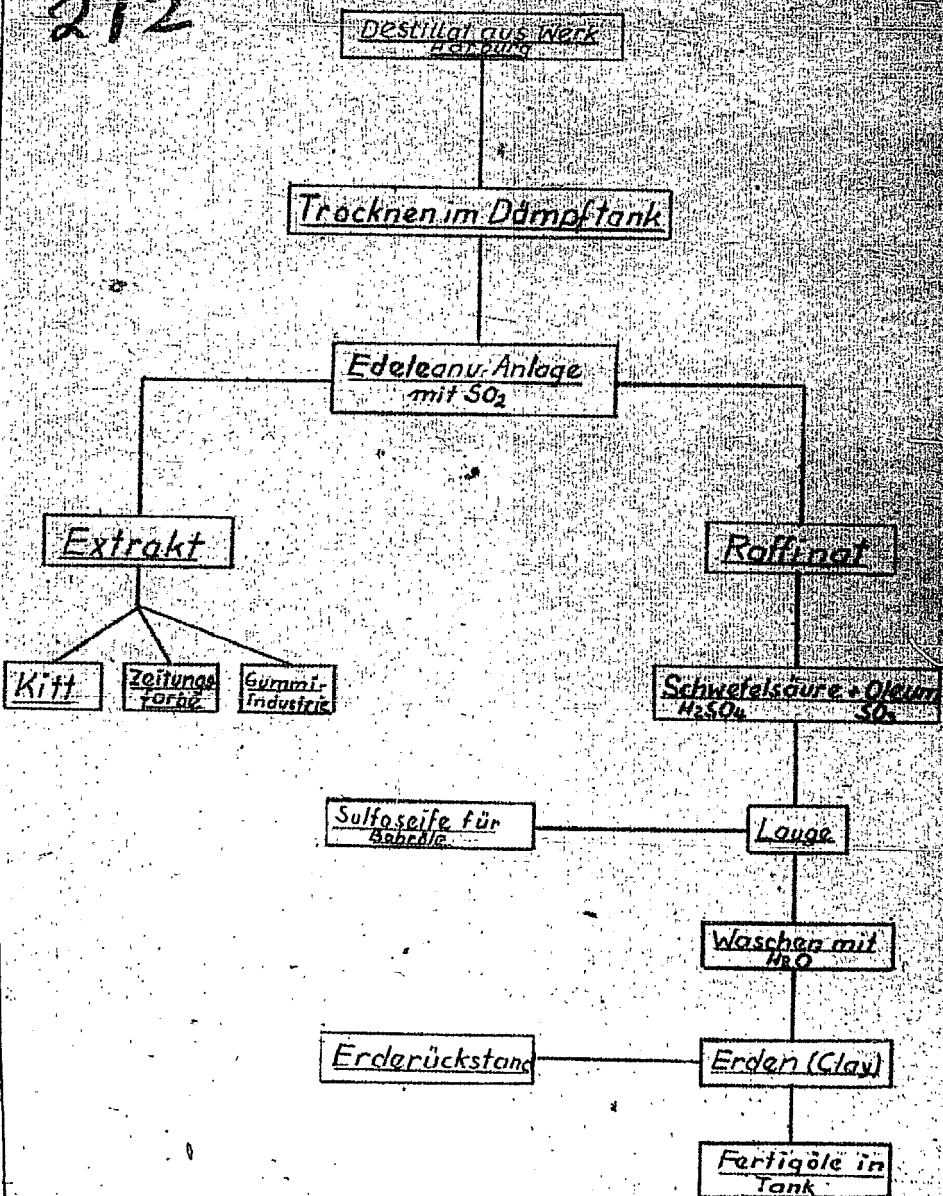 212
Destillat aus Werk
Harburg
Trocknen im Dämpftank
Edeleanu-Anlage
mit SO₂
Extrakt
Raffinat
Kitt
Zeitungs
farbe
Gummi-
industrie
Schwefelsäure + Oleum
H₂SO₄ SO₃
Sulfoseife für
Bohröle
Lauge
Waschen mit
H₂O
Erderückstand
Erden (Clay)
Fertigöle in
Tank